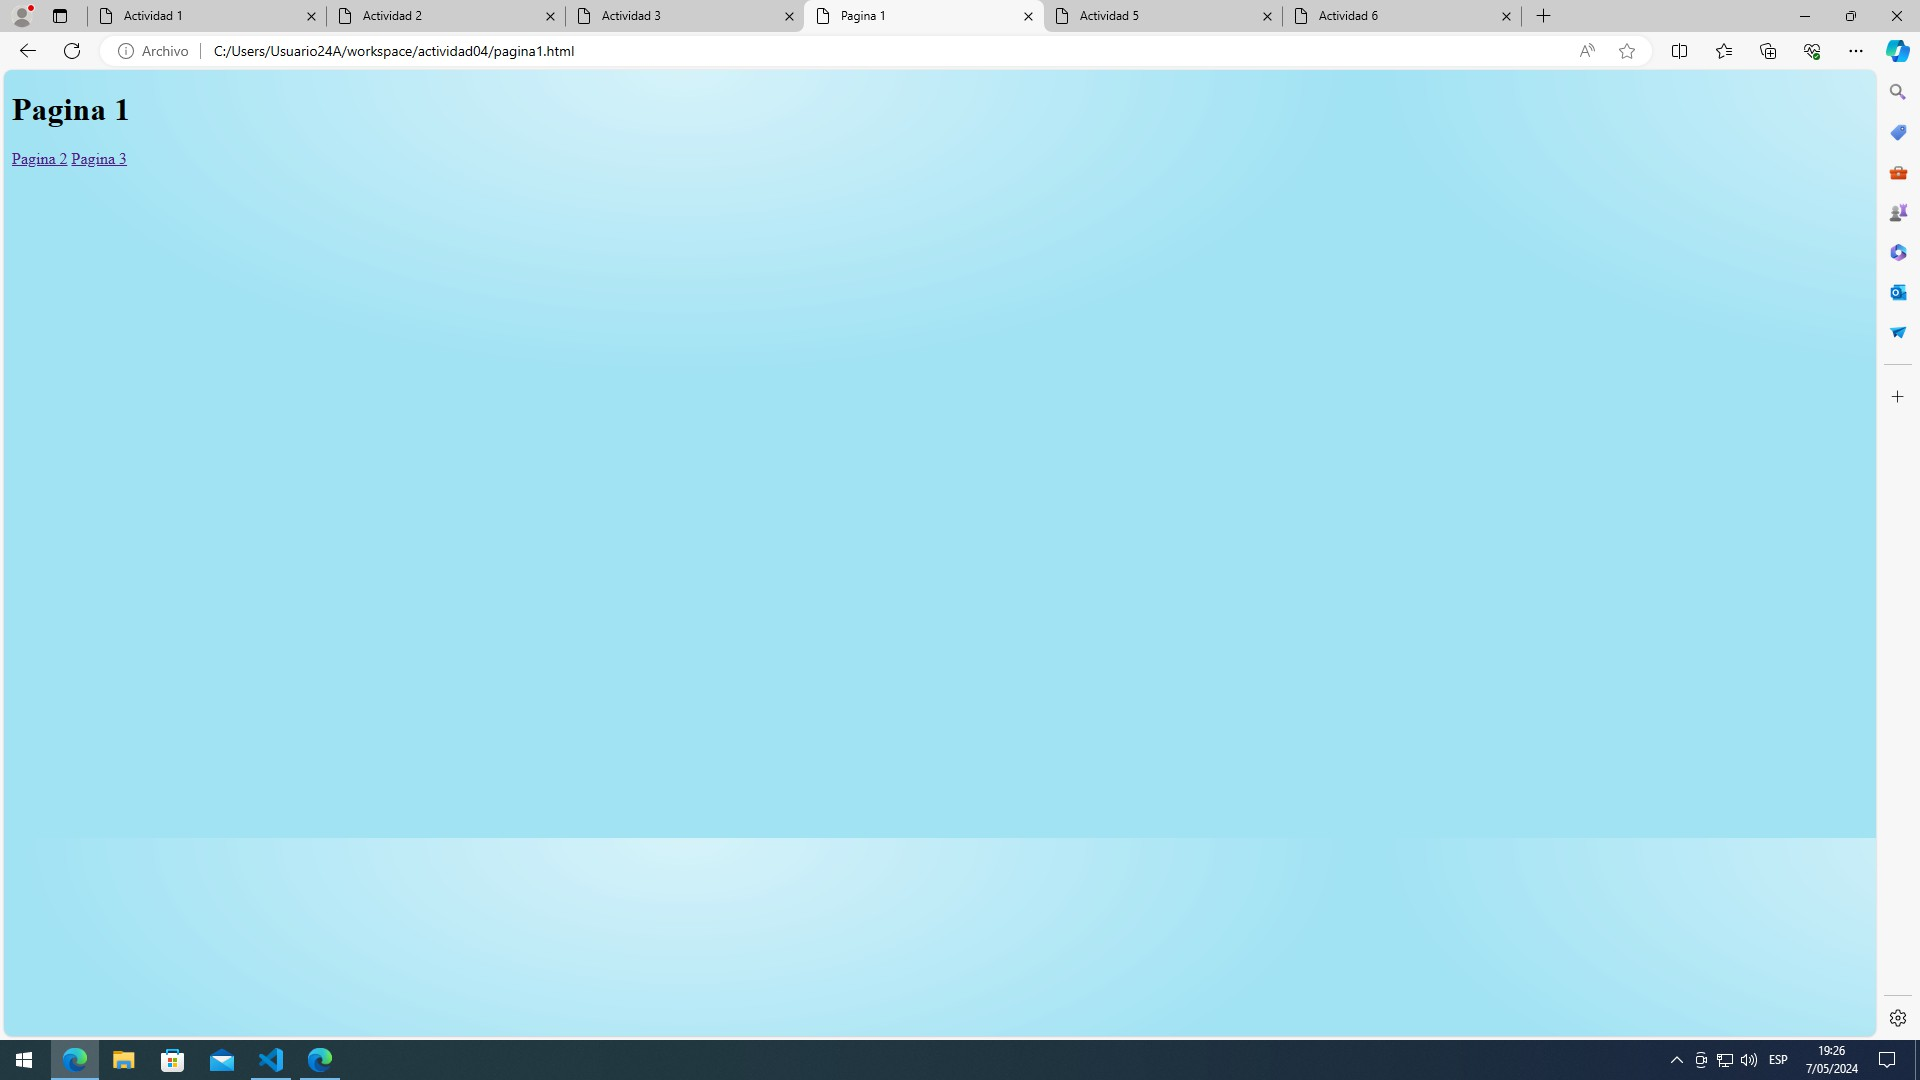 Actividad 1
Actividad 2
Actividad 3
Pagina 1
Actividad 5
Actividad 6
Archivo
C:/Users/Usuario24A/workspace/actividad04/pagina1.html
Pagina 1
Pagina 2 Pagina 3
ESP
19:26
7/05/2024